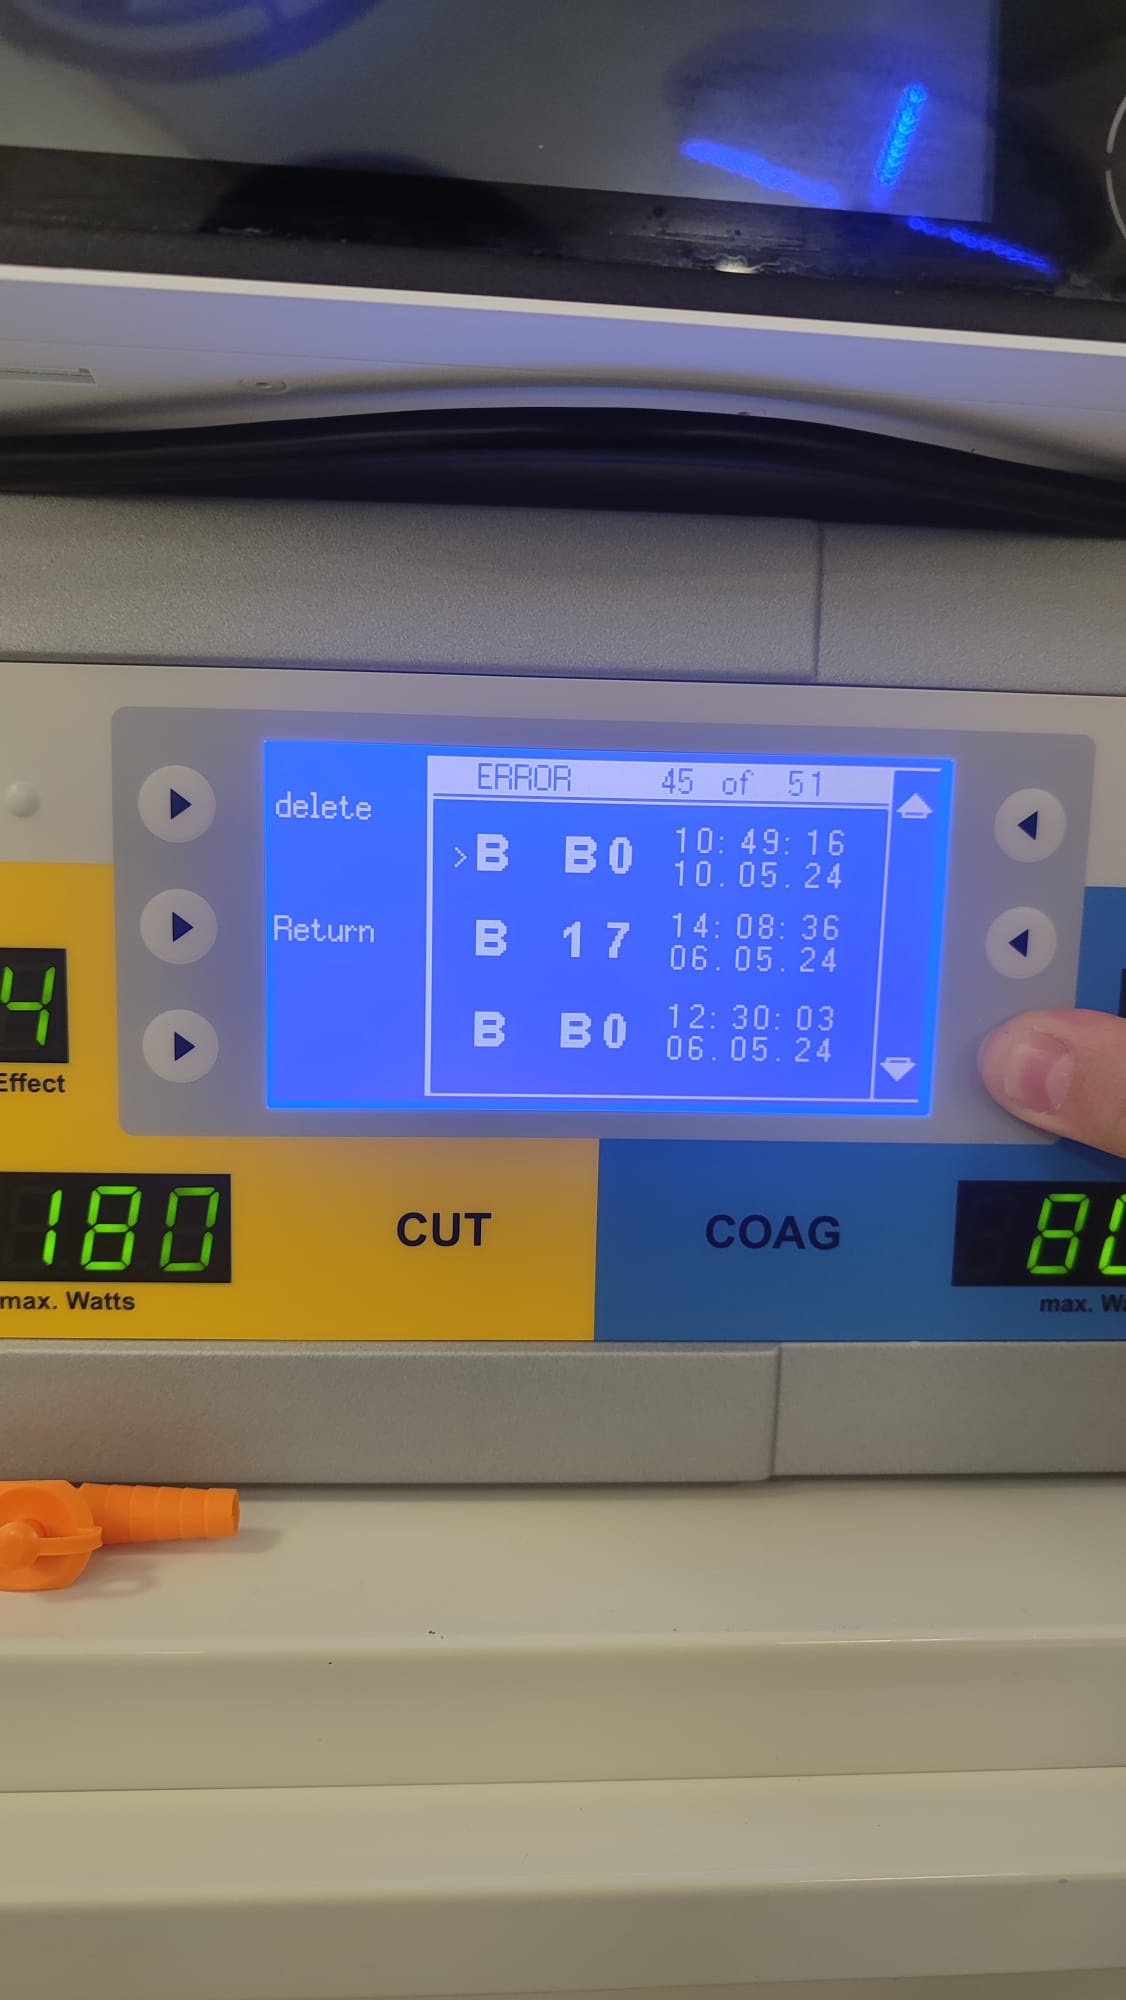 ERROR 45 of 51
delete
>B B0 10:49:16
10.05.24
Return
B 17 14:08:36
06.05.24
B B0 12:30:03
06.05.24
4
Effect
180
CUT
COAG
max. Watts
max.